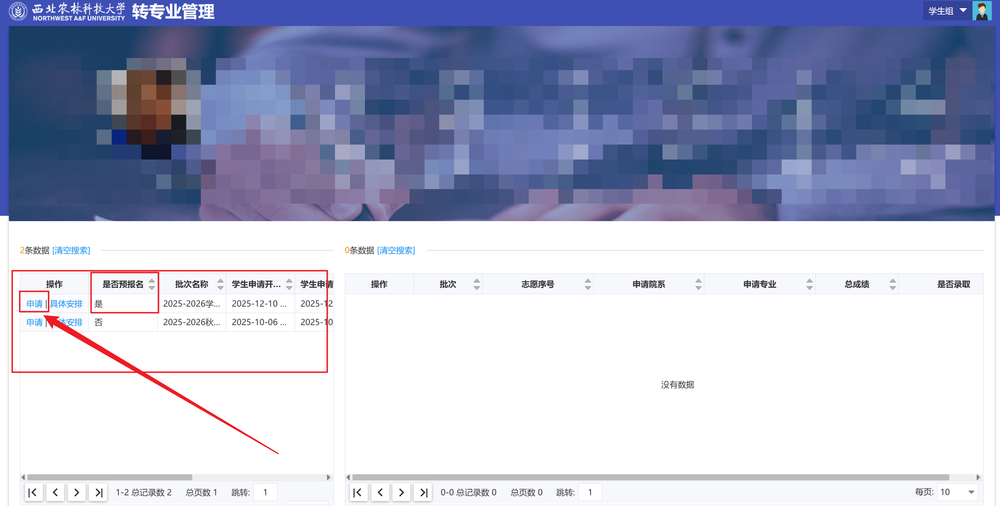 西北农林科技大学 转专业管理
NORTHWEST A&F UNIVERSITY
学生组
2条数据 [清空搜索]
操作 是否预报名 批次名称 学生申请开... 学生申请
申请 | 具体安排 是 2025-2026学... 2025-12-10 ... 2025-12
申请 | 体安排 否 2025-2026秋... 2025-10-06 ... 2025-10
1-2 总记录数 2 总页数 1 跳转: 1
0条数据 [清空搜索]
操作 批次 志愿序号 申请院系 申请专业 总成绩 是否录取
没有数据
0-0 总记录数 0 总页数 0 跳转: 1 每页: 10